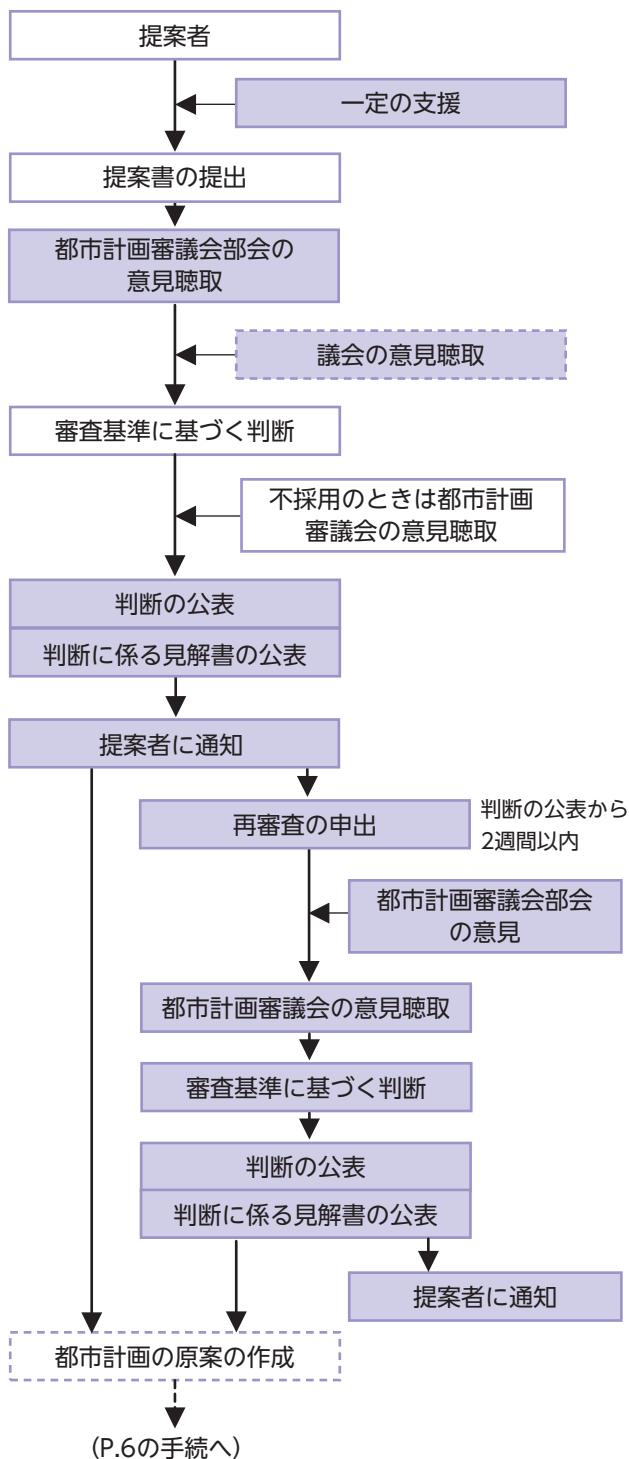 提案者
一定の支援
提案書の提出
都市計画審議会部会の
意見聴取
議会の意見聴取
審査基準に基づく判断
不採用のときは都市計画
審議会の意見聴取
判断の公表
判断に係る見解書の公表
提案者に通知
再審査の申出
判断の公表から
2週間以内
都市計画審議会部会
の意見
都市計画審議会の意見聴取
審査基準に基づく判断
判断の公表
判断に係る見解書の公表
提案者に通知
都市計画の原案の作成
(P.6の手続へ)